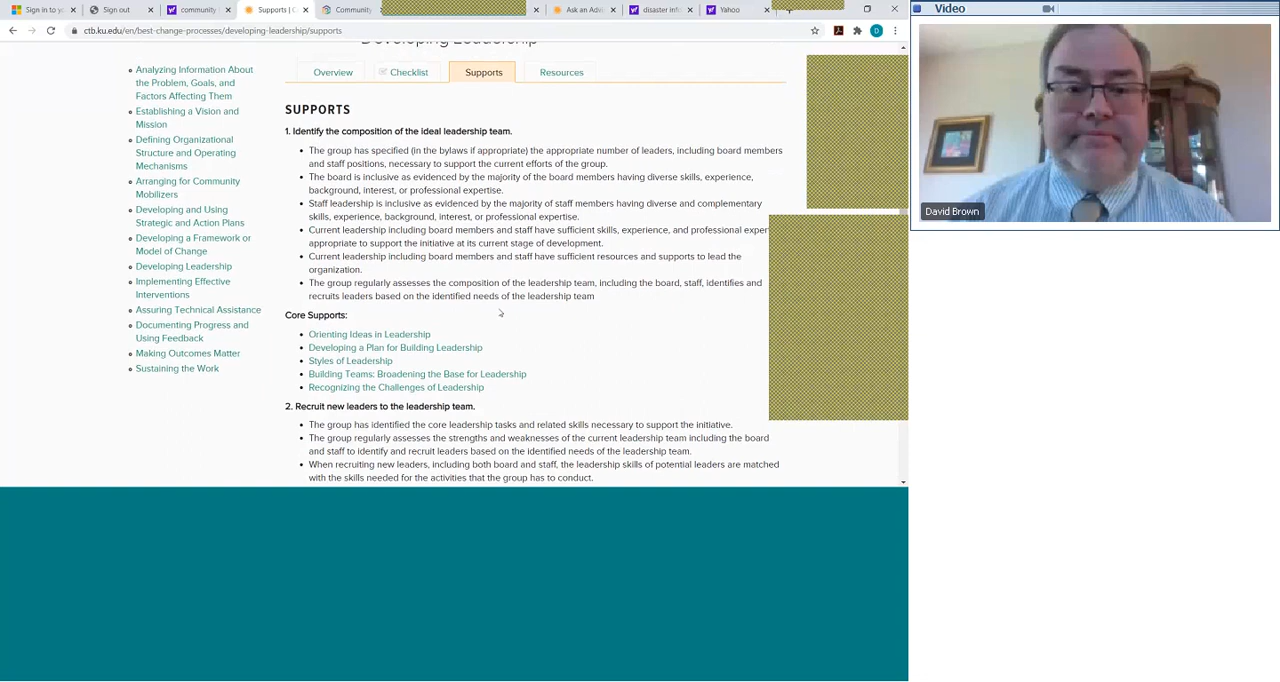 Sign in to yo
Sign out
community
Supports | C
Community
Ask an Advi
disaster info
Yahoo
ctb.ku.edu/en/best-change-processes/developing-leadership/supports
D
Video
Developing Leadership
Analyzing Information About
the Problem, Goals, and
Factors Affecting Them
Establishing a Vision and
Mission
Defining Organizational
Structure and Operating
Mechanisms
Arranging for Community
Mobilizers
Developing and Using
Strategic and Action Plans
Developing a Framework or
Model of Change
Developing Leadership
Implementing Effective
Interventions
Assuring Technical Assistance
Documenting Progress and
Using Feedback
Making Outcomes Matter
Sustaining the Work
Overview
Checklist
Supports
Resources
SUPPORTS
1. Identify the composition of the ideal leadership team.
The group has specified (in the bylaws if appropriate) the appropriate number of leaders, including board members
and staff positions, necessary to support the current efforts of the group.
The board is inclusive as evidenced by the majority of the board members having diverse skills, experience,
background, interest, or professional expertise.
Staff leadership is inclusive as evidenced by the majority of staff members having diverse and complementary
skills, experience, background, interest, or professional expertise.
Current leadership including board members and staff have sufficient skills, experience, and professional exper
appropriate to support the initiative at its current stage of development.
Current leadership including board members and staff have sufficient resources and supports to lead the
organization.
The group regularly assesses the composition of the leadership team, including the board, staff, identifies and
recruits leaders based on the identified needs of the leadership team
Core Supports:
Orienting Ideas in Leadership
Developing a Plan for Building Leadership
Styles of Leadership
Building Teams: Broadening the Base for Leadership
Recognizing the Challenges of Leadership
2. Recruit new leaders to the leadership team.
The group has identified the core leadership tasks and related skills necessary to support the initiative.
The group regularly assesses the strengths and weaknesses of the current leadership team including the board
and staff to identify and recruit leaders based on the identified needs of the leadership team.
When recruiting new leaders, including both board and staff, the leadership skills of potential leaders are matched
with the skills needed for the activities that the group has to conduct.
David Brown